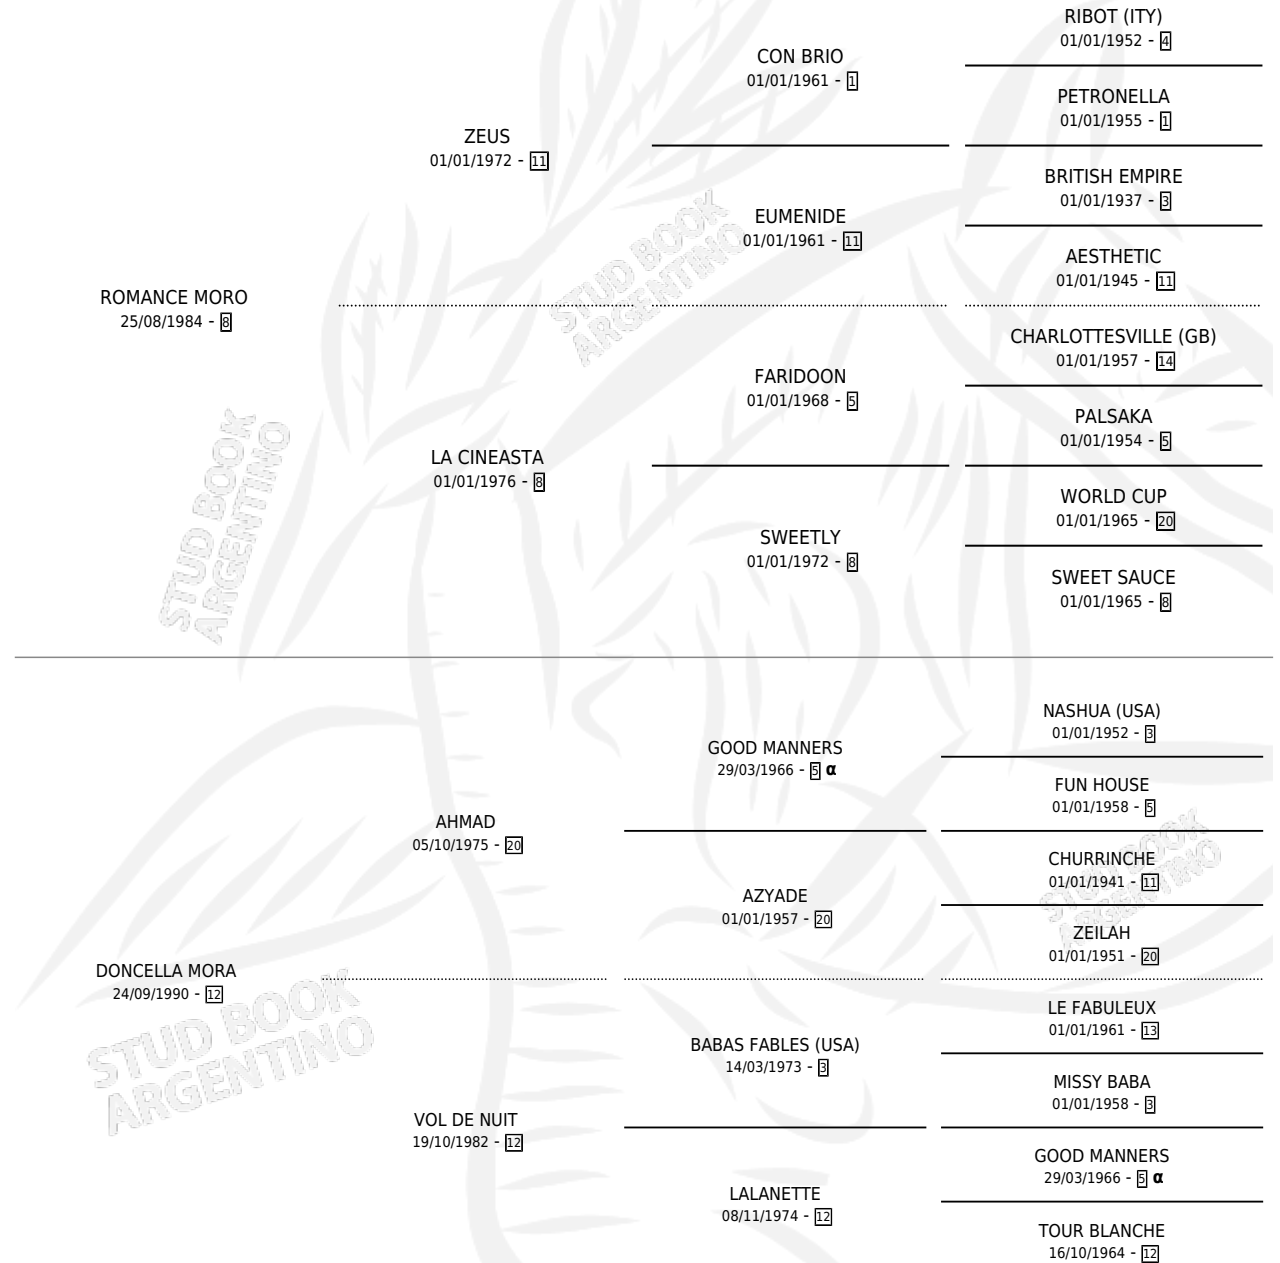 RIBOT (ITY)
01/01/1952 - 4
CON BRIO
01/01/1961 - 1
PETRONELLA
01/01/1955 - 1
ZEUS
01/01/1972 - 11
BRITISH EMPIRE
01/01/1937 - 3
EUMENIDE
01/01/1961 - 11
AESTHETIC
01/01/1945 - 11
ROMANCE MORO
25/08/1984 - 8
CHARLOTTESVILLE (GB)
01/01/1957 - 14
FARIDOON
01/01/1968 - 5
PALSAKA
01/01/1954 - 5
LA CINEASTA
01/01/1976 - 8
WORLD CUP
01/01/1965 - 20
SWEETLY
01/01/1972 - 8
SWEET SAUCE
01/01/1965 - 8
NASHUA (USA)
01/01/1952 - 3
GOOD MANNERS
29/03/1966 - 5 α
FUN HOUSE
01/01/1958 - 5
AHMAD
05/10/1975 - 20
CHURRINCHE
01/01/1941 - 11
AZYADE
01/01/1957 - 20
ZEILAH
01/01/1951 - 20
DONCELLA MORA
24/09/1990 - 12
LE FABULEUX
01/01/1961 - 13
BABAS FABLES (USA)
14/03/1973 - 3
MISSY BABA
01/01/1958 - 3
VOL DE NUIT
19/10/1982 - 12
GOOD MANNERS
29/03/1966 - 5 α
LALANETTE
08/11/1974 - 12
TOUR BLANCHE
16/10/1964 - 12
STUD BOOK
ARGENTINO
STUD BOOK
ARGENTINO
STUD BOOK
ARGENTINO
STUD BOOK
ARGENTINO